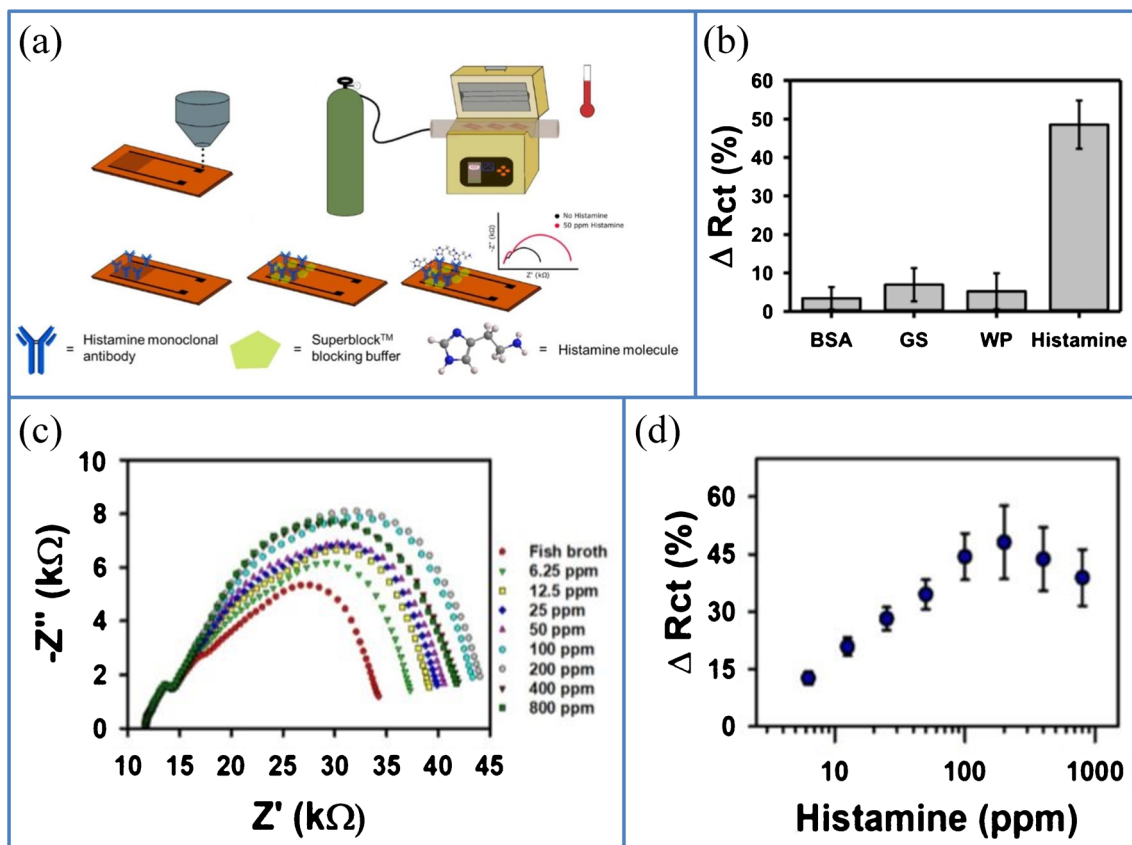 (a)
No Histamine
50 ppm Histamine
-Z" (kΩ)
Z' (kΩ)
= Histamine monoclonal
antibody
= Superblock™
blocking buffer
= Histamine molecule
(b)
Δ Rct (%)
60
50
40
30
20
10
0
BSA GS WP Histamine
(c)
-Z" (kΩ)
10
8
6
4
2
0
10 15 20 25 30 35 40 45
Z' (kΩ)
Fish broth
6.25 ppm
12.5 ppm
25 ppm
50 ppm
100 ppm
200 ppm
400 ppm
800 ppm
(d)
Δ Rct (%)
60
45
30
15
0
10 100 1000
Histamine (ppm)